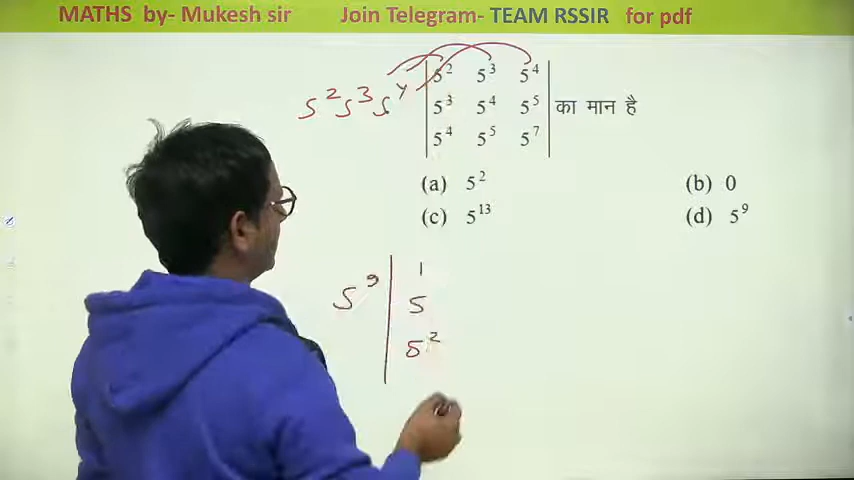 MATHS by- Mukesh sir Join Telegram- TEAM RSSIR for pdf
5² 5³ 5⁴
5²5³5⁴
5³ 5⁴ 5⁵ का मान है
5⁴ 5⁵ 5⁷
(a) 5² (b) 0
(c) 5¹³ (d) 5⁹
1
5⁹ 5
5²